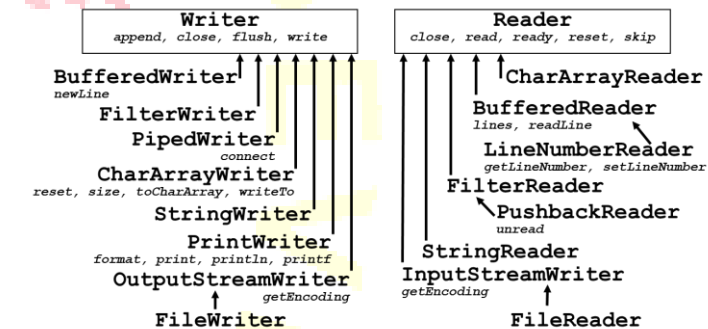 Writer
append, close, flush, write
BufferedWriter
newLine
FilterWriter
PipedWriter
connect
CharArrayWriter
reset, size, toCharArray, writeTo
StringWriter
PrintWriter
format, print, println, printf
OutputStreamWriter
getEncoding
FileWriter
Reader
close, read, ready, reset, skip
CharArrayReader
BufferedReader
lines, readLine
LineNumberReader
getLineNumber, setLineNumber
FilterReader
PushbackReader
unread
StringReader
InputStreamWriter
getEncoding
FileReader